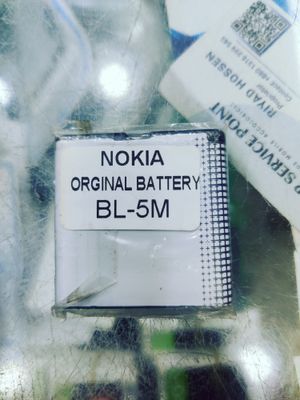 NOKIA
ORGINAL BATTERY
BL-5M
SERVICE POINT
RIYAD HOSSEN